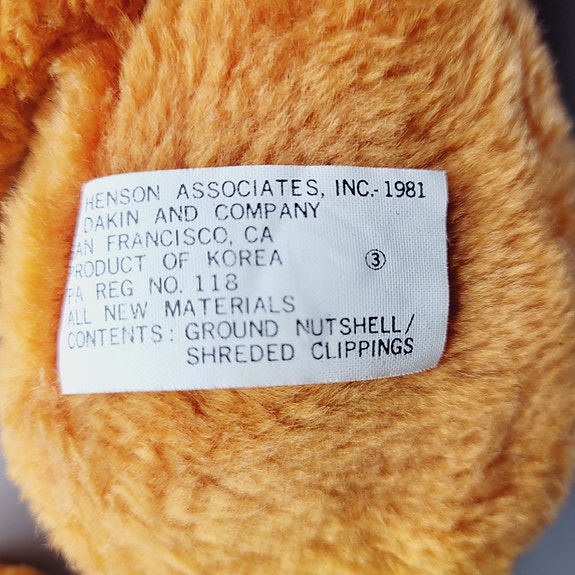 HENSON ASSOCIATES, INC.-1981
DAKIN AND COMPANY
SAN FRANCISCO, CA
PRODUCT OF KOREA ③
PA REG NO. 118
ALL NEW MATERIALS
CONTENTS: GROUND NUTSHELL/
SHREDED CLIPPINGS